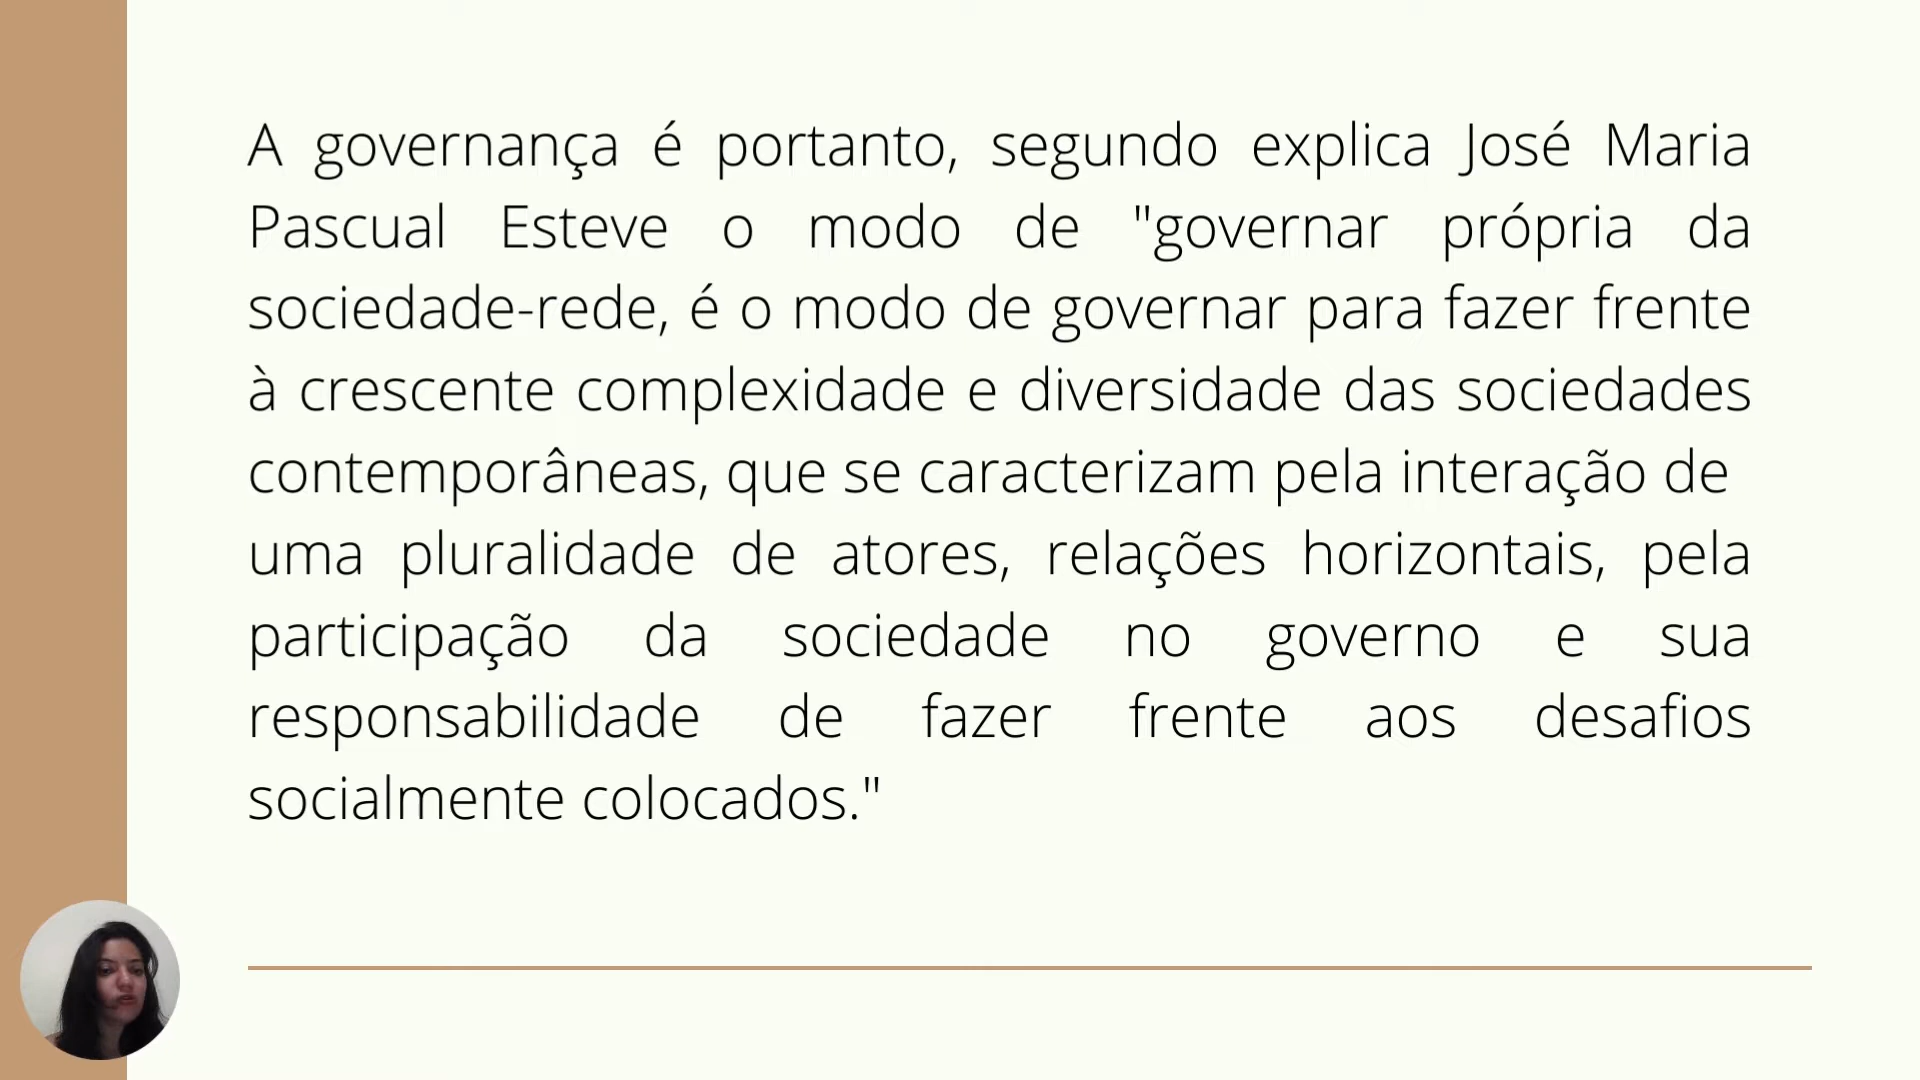 A governança é portanto, segundo explica José Maria
Pascual Esteve o modo de "governar própria da
sociedade-rede, é o modo de governar para fazer frente
à crescente complexidade e diversidade das sociedades
contemporâneas, que se caracterizam pela interação de
uma pluralidade de atores, relações horizontais, pela
participação da sociedade no governo e sua
responsabilidade de fazer frente aos desafios
socialmente colocados."